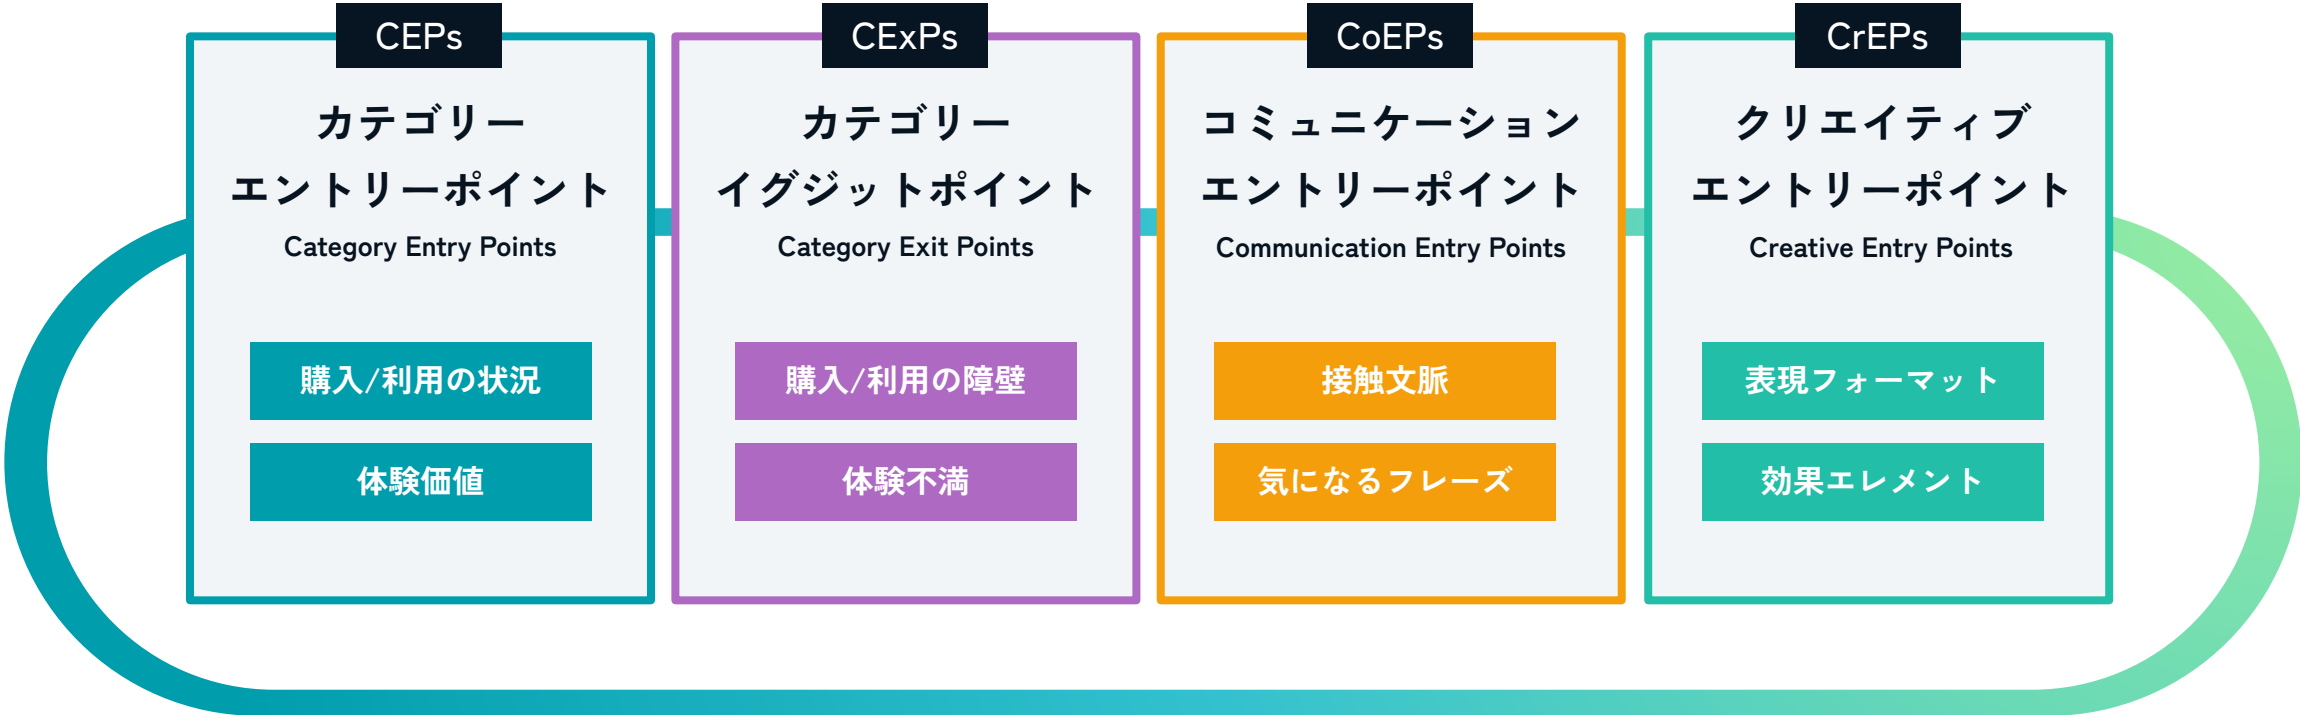 CEPs
カテゴリー
エントリーポイント
Category Entry Points
購入/利用の状況
体験価値
CExPs
カテゴリー
イグジットポイント
Category Exit Points
購入/利用の障壁
体験不満
CoEPs
コミュニケーション
エントリーポイント
Communication Entry Points
接触文脈
気になるフレーズ
CrEPs
クリエイティブ
エントリーポイント
Creative Entry Points
表現フォーマット
効果エレメント